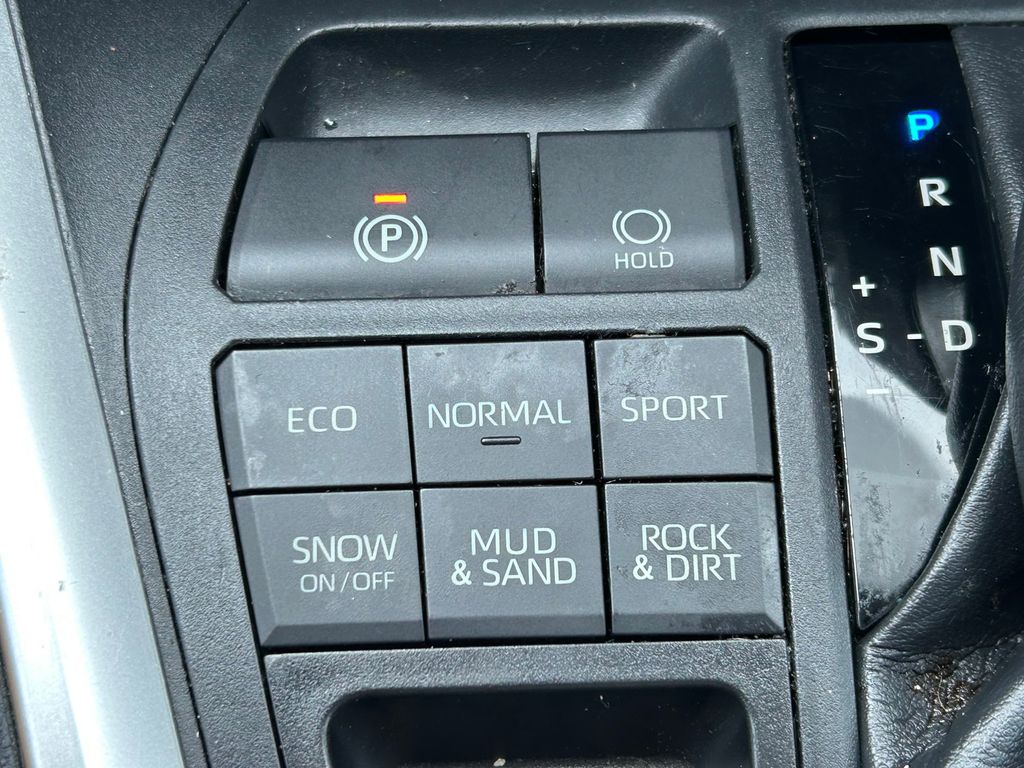 P
HOLD
P
R
N
+
S - D
-
ECO
NORMAL
SPORT
SNOW
ON/OFF
MUD
& SAND
ROCK
& DIRT